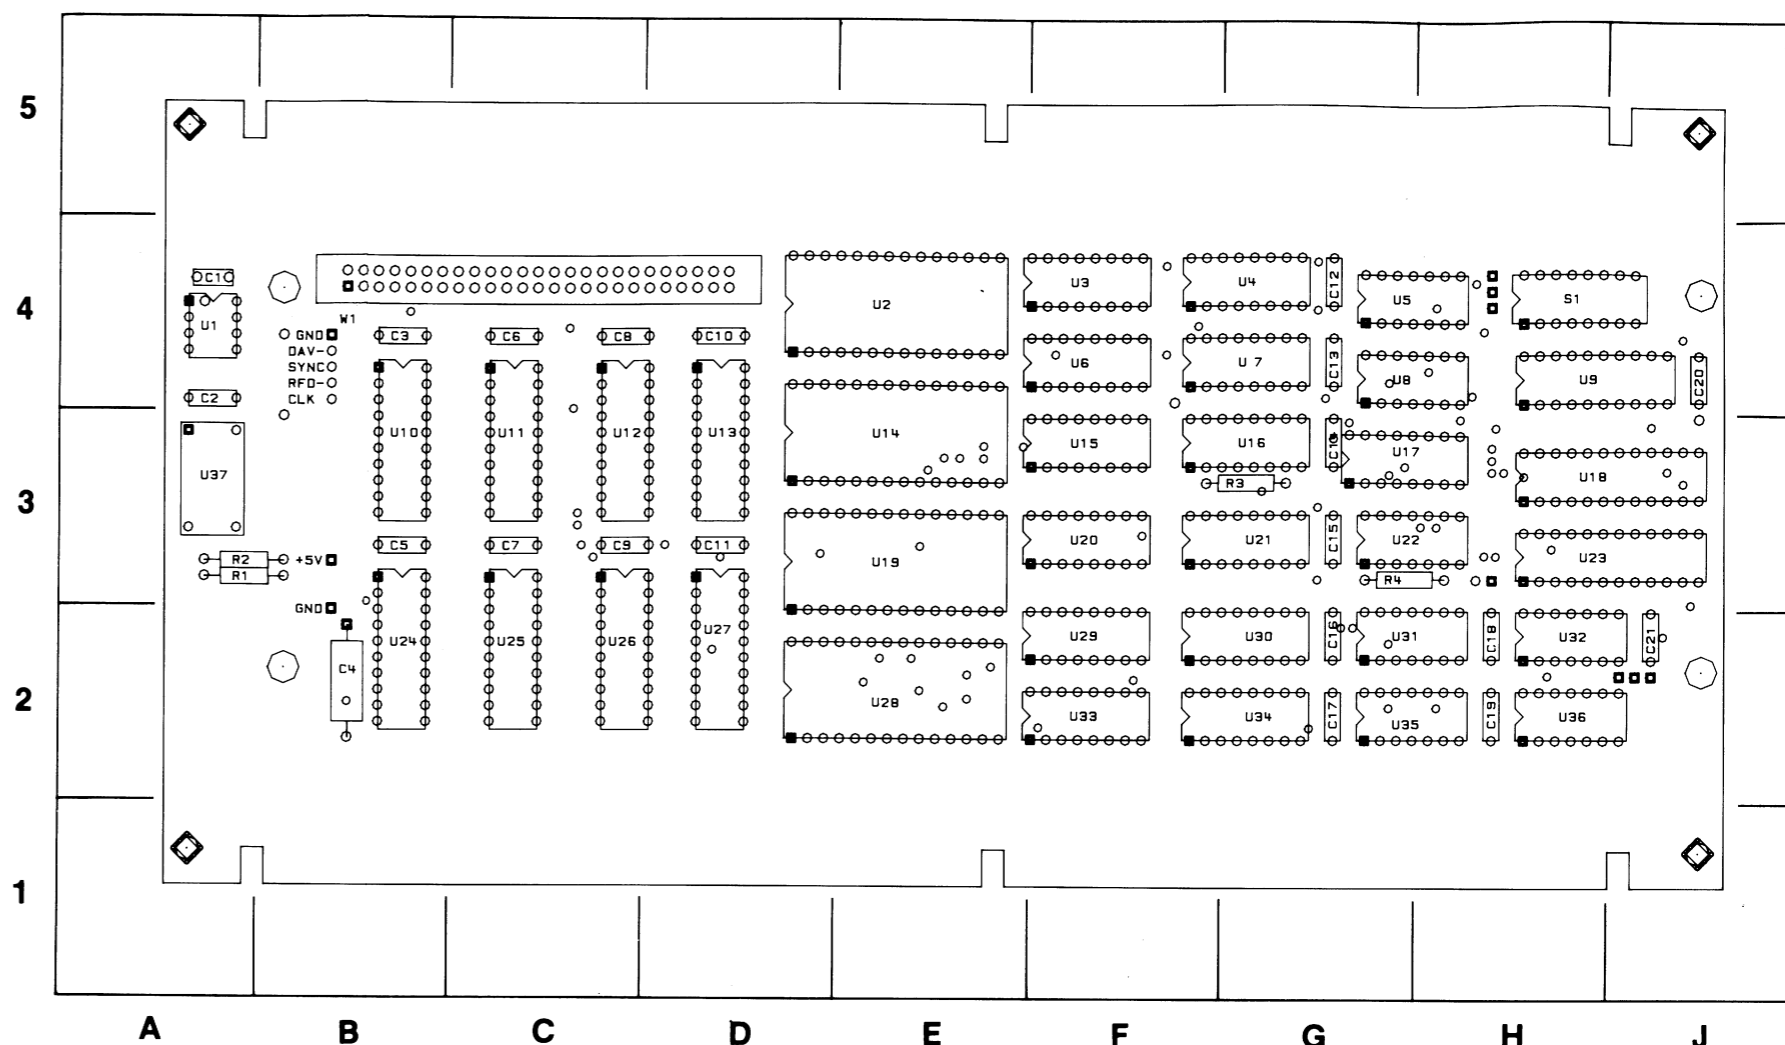 5
C1
U1
W1
GND
DAV-
SYNC
RFD-
CLK
C3
C6
C8
C10
U2
U3
U4
C12
U5
S1
4
U6
U 7
C13
U8
U9
C20
C2
U37
U10
U11
U12
U13
U14
U15
U16
C14
U17
R3
U18
3
R2
R1
+5V
C5
C7
C9
C11
U19
U20
U21
C15
U22
R4
U23
GND
C4
U24
U25
U26
U27
U28
U29
U30
C16
U31
C18
U32
C21
2
U33
U34
C17
U35
C19
U36
1
A B C D E F G H J